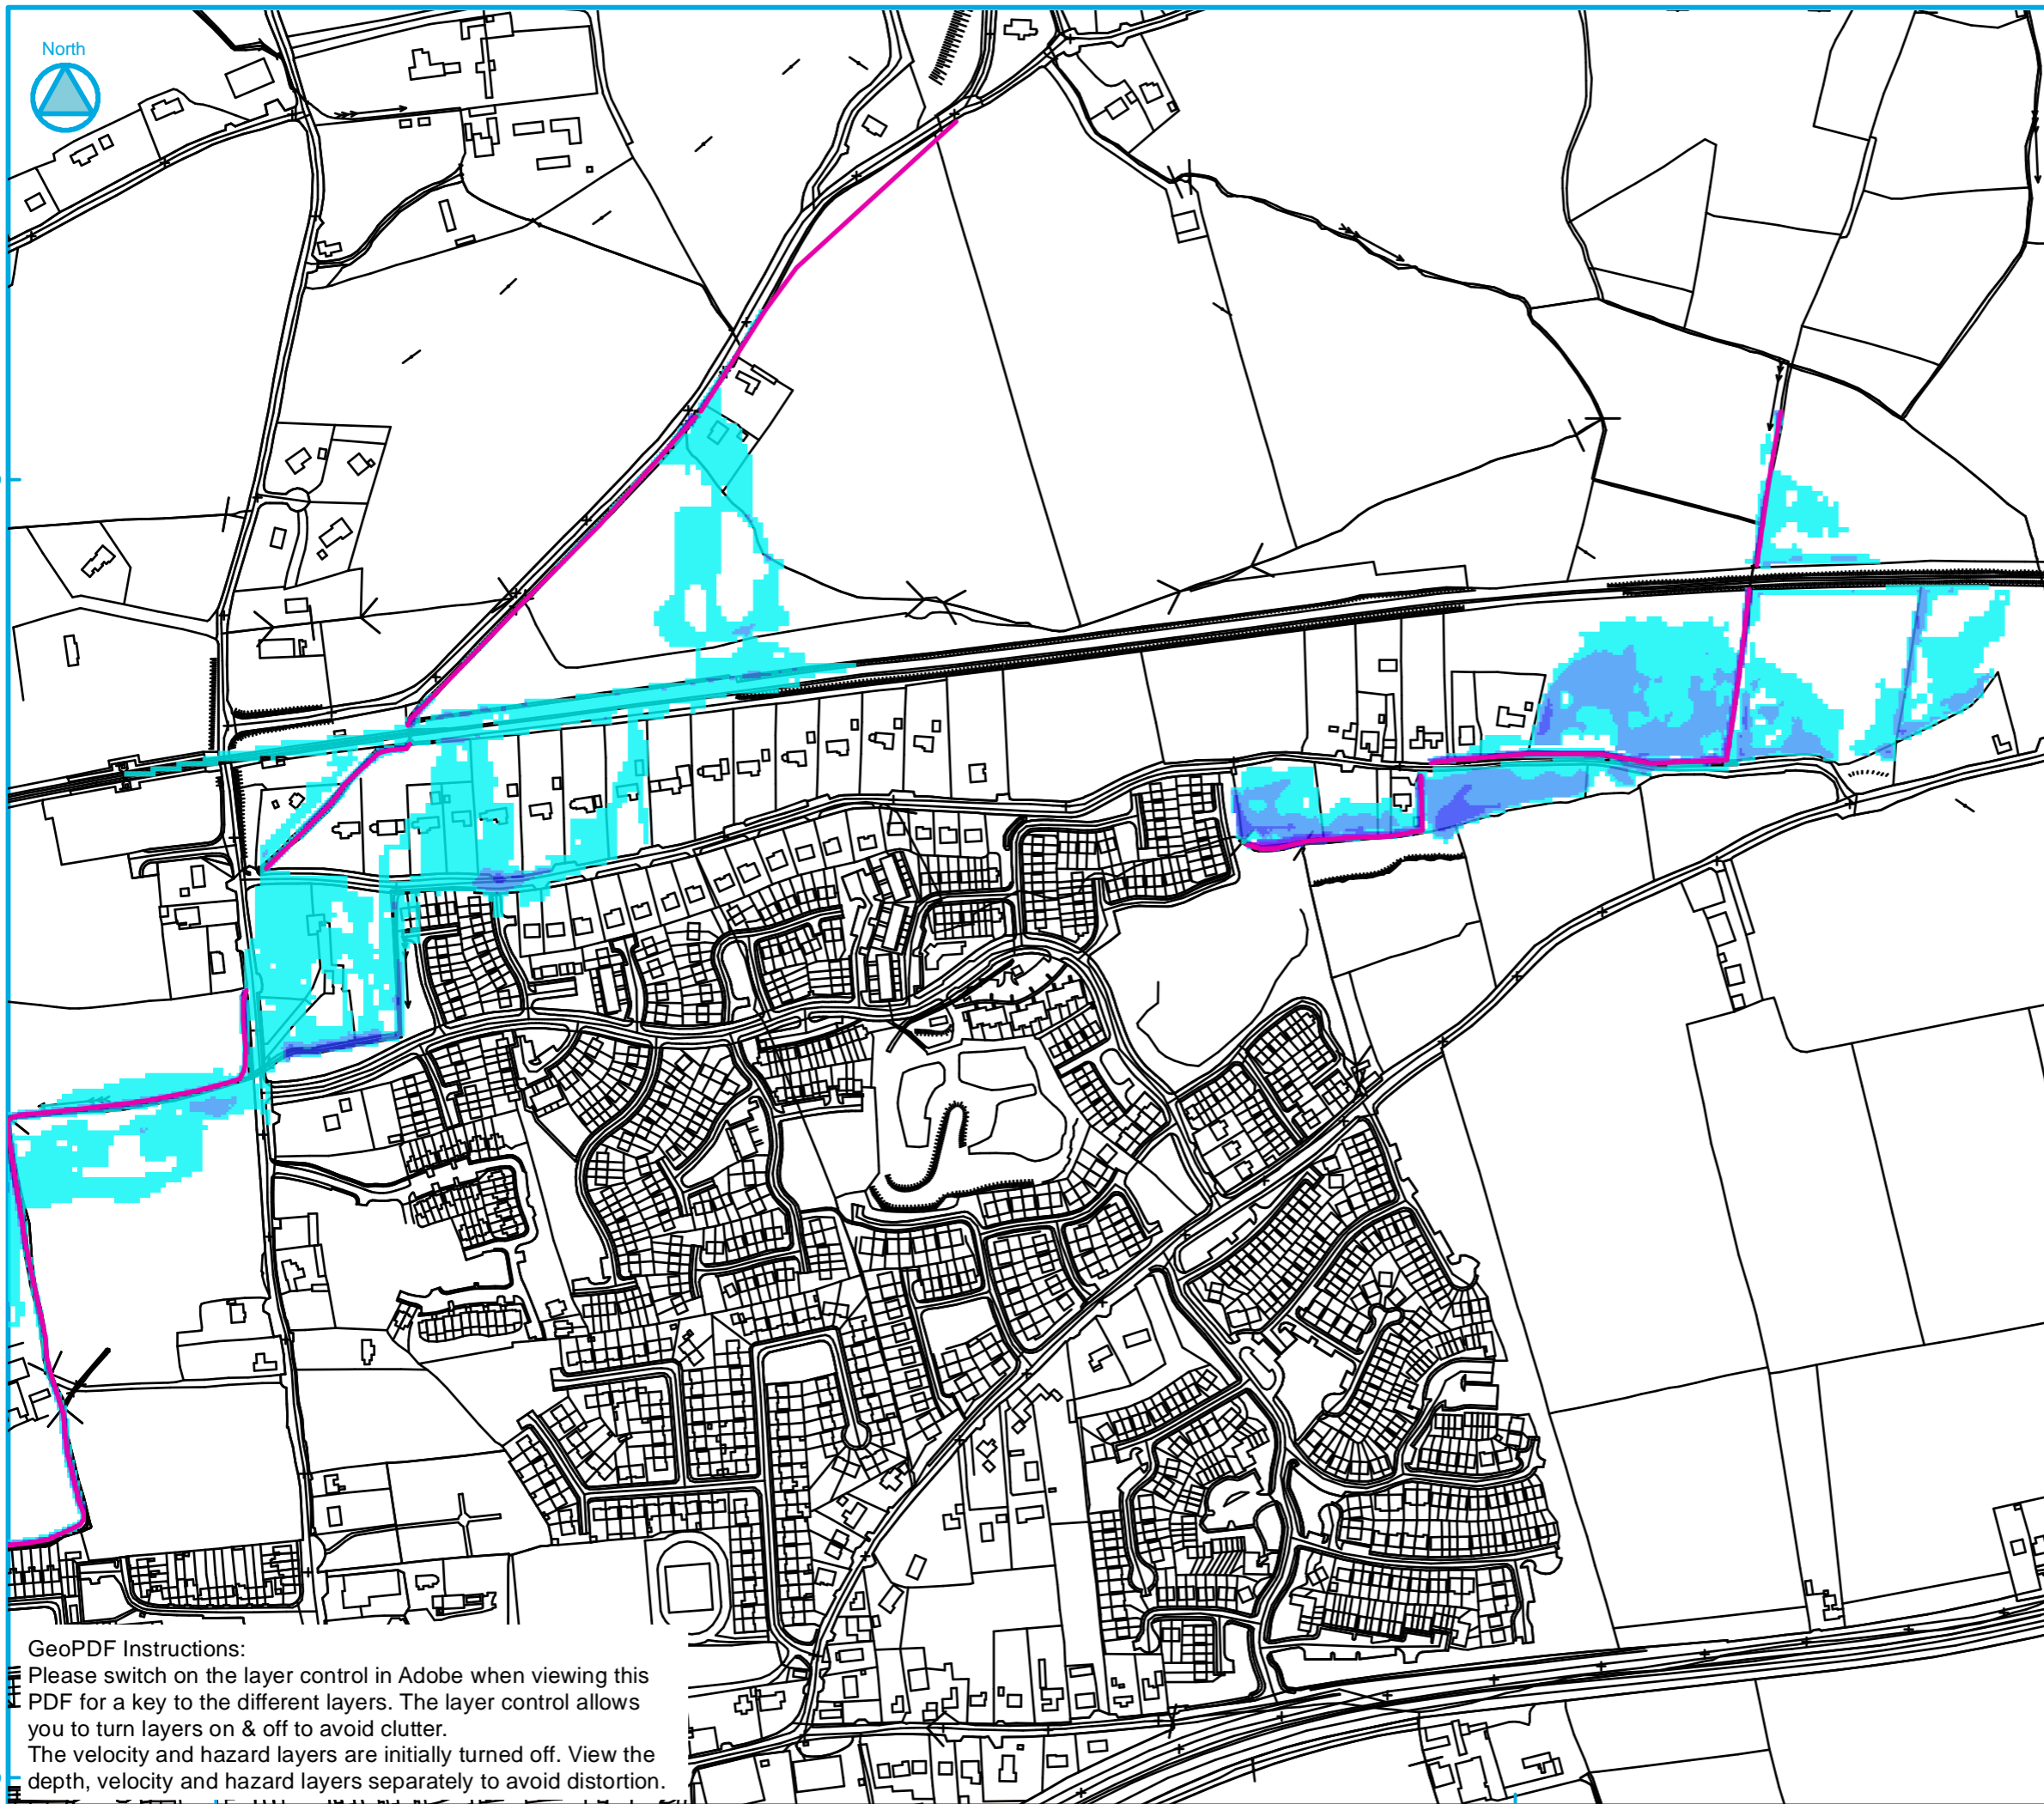 North
GeoPDF Instructions:
Please switch on the layer control in Adobe when viewing this
PDF for a key to the different layers. The layer control allows
you to turn layers on & off to avoid clutter.
The velocity and hazard layers are initially turned off. View the
depth, velocity and hazard layers separately to avoid distortion.